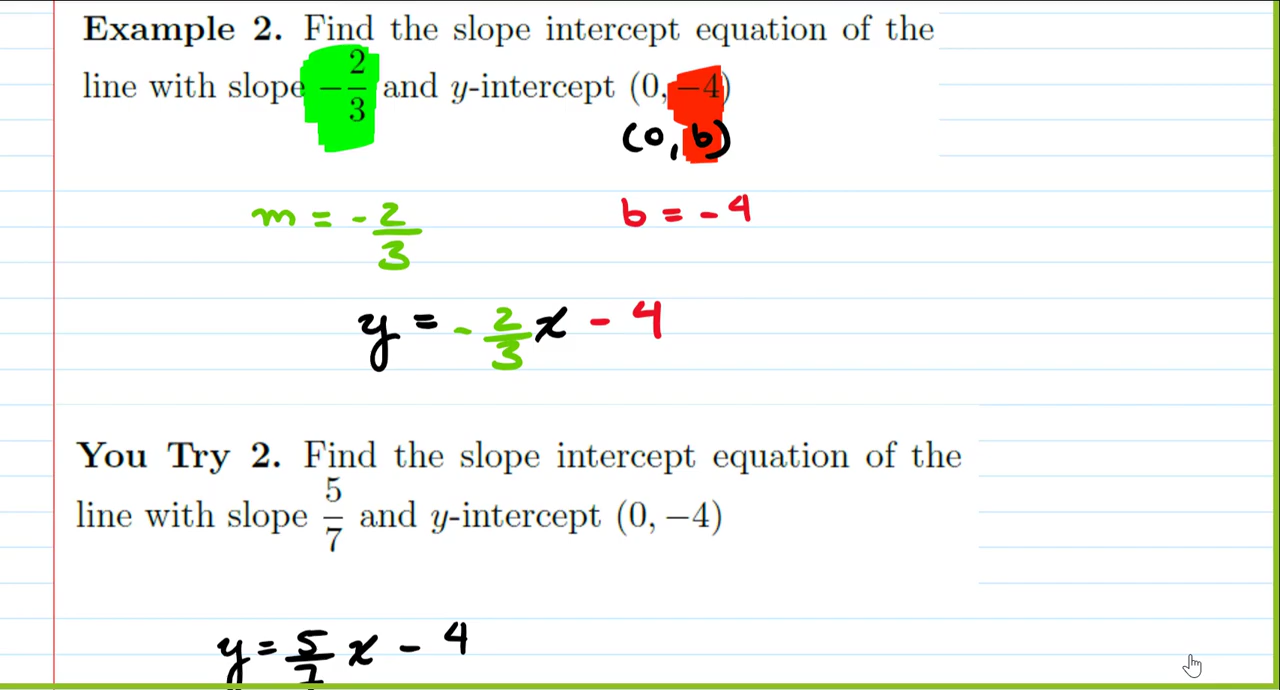 Example 2. Find the slope intercept equation of the
line with slope −2/3 and y-intercept (0, −4)
(0, b)
m = -2/3 b = -4
y = -2/3 x - 4
You Try 2. Find the slope intercept equation of the
line with slope 5/7 and y-intercept (0, −4)
y = 5/7 x - 4